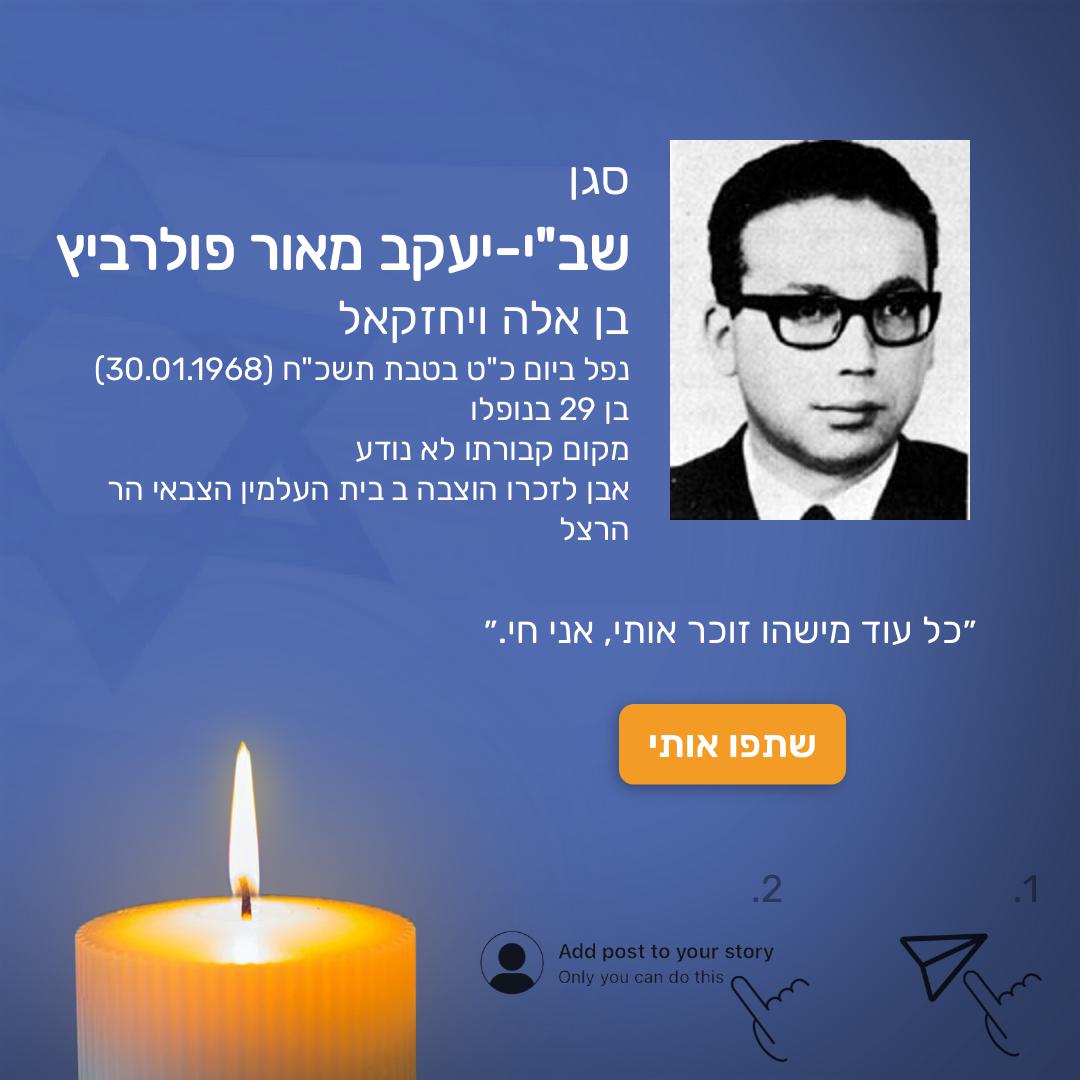 סגן
שב"י-יעקב מאור פולרביץ
בן אלה ויחזקאל
נפל ביום כ"ט בטבת תשכ"ח (30.01.1968)
בן 29 בנופלו
מקום קבורתו לא נודע
אבן לזכרו הוצבה ב בית העלמין הצבאי הר
הרצל
״כל עוד מישהו זוכר אותי, אני חי.״
שתפו אותי
1.
2.
Add post to your story
Only you can do this